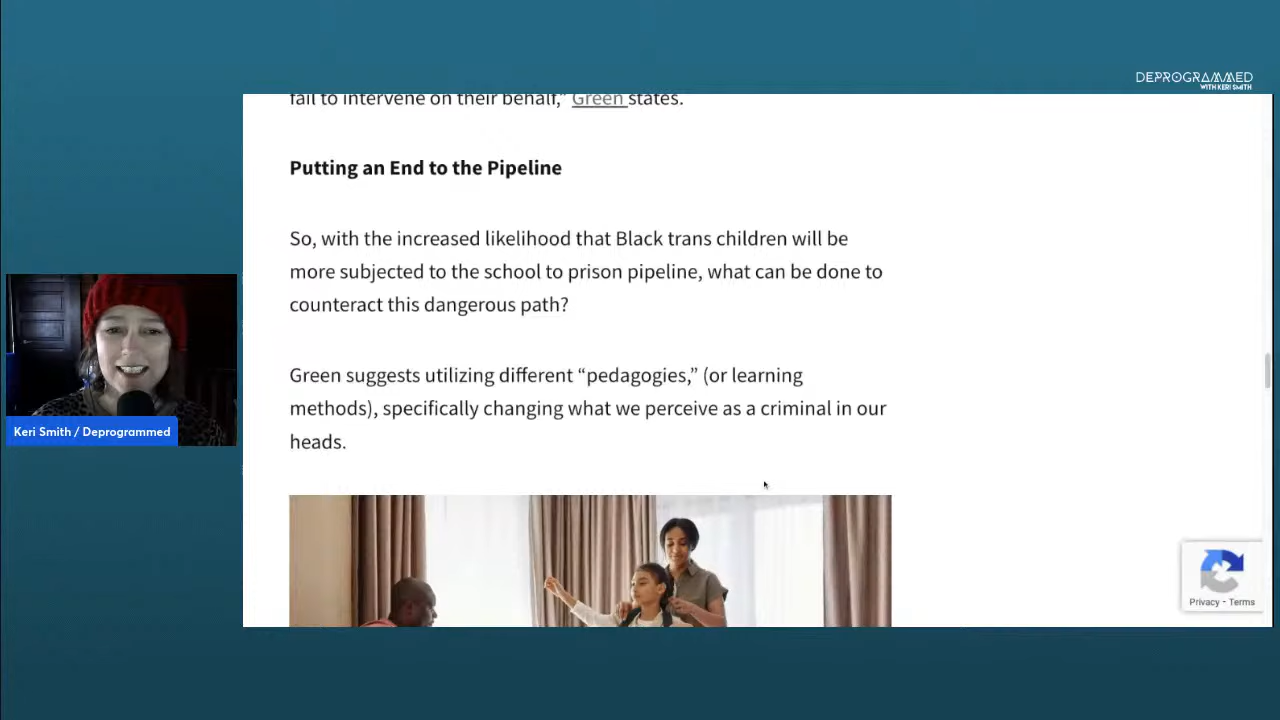 DEPROGRAMMED
WITH KERI SMITH
fail to intervene on their behalf,” Green states.
Putting an End to the Pipeline
So, with the increased likelihood that Black trans children will be
more subjected to the school to prison pipeline, what can be done to
counteract this dangerous path?
Green suggests utilizing different “pedagogies,” (or learning
methods), specifically changing what we perceive as a criminal in our
heads.
Keri Smith / Deprogrammed
Privacy - Terms